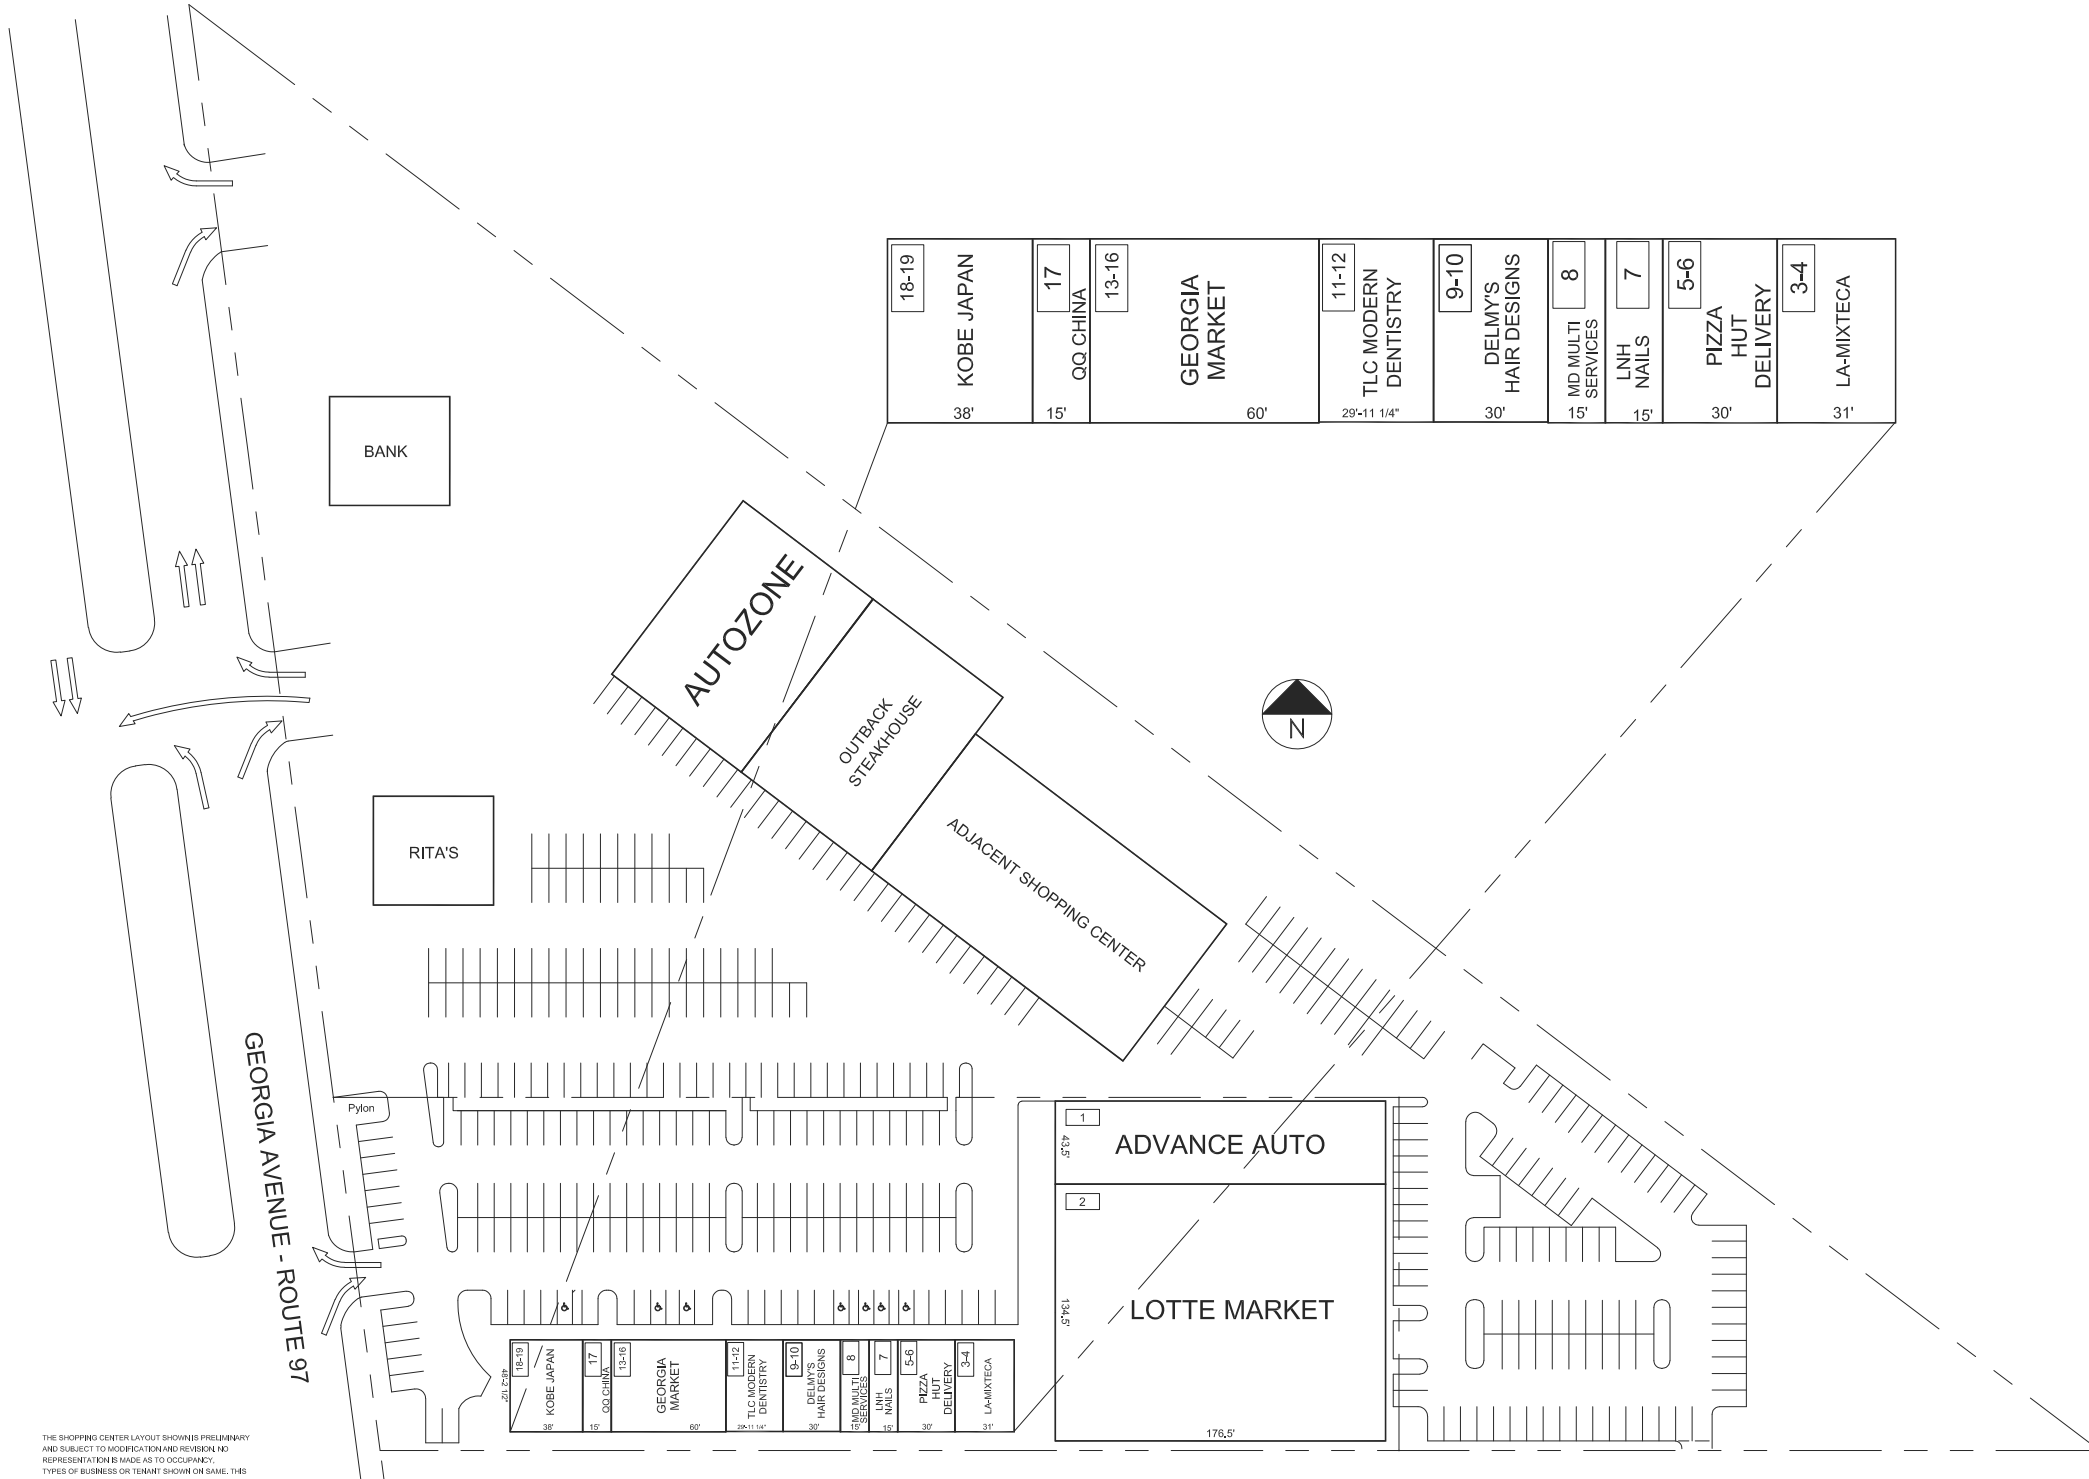 18-19
KOBE JAPAN
38'
17
QQ CHINA
15'
13-16
GEORGIA
MARKET
60'
11-12
TLC MODERN
DENTISTRY
29'-11 1/4"
9-10
DELMY'S
HAIR DESIGNS
30'
8
MD MULTI
SERVICES
15'
7
LNH
NAILS
15'
5-6
PIZZA
HUT
DELIVERY
30'
3-4
LA-MIXTECA
31'
BANK
AUTOZONE
OUTBACK
STEAKHOUSE
N
RITA'S
ADJACENT SHOPPING CENTER
GEORGIA AVENUE - ROUTE 97
Pylon
1
43.5'
ADVANCE AUTO
2
134.5'
LOTTE MARKET
176.5'
48'-2 1/2"
18-19
KOBE JAPAN
38'
17
QQ CHINA
15'
13-16
GEORGIA
MARKET
60'
11-12
TLC MODERN
DENTISTRY
29'-11 1/4"
9-10
DELMY'S
HAIR DESIGNS
30'
8
MD MULTI
SERVICES
15'
7
LNH
NAILS
15'
5-6
PIZZA
HUT
DELIVERY
30'
3-4
LA-MIXTECA
31'
THE SHOPPING CENTER LAYOUT SHOWN IS PRELIMINARY
AND SUBJECT TO MODIFICATION AND REVISION. NO
REPRESENTATION IS MADE AS TO OCCUPANCY,
TYPES OF BUSINESS OR TENANT SHOWN ON SAME. THIS